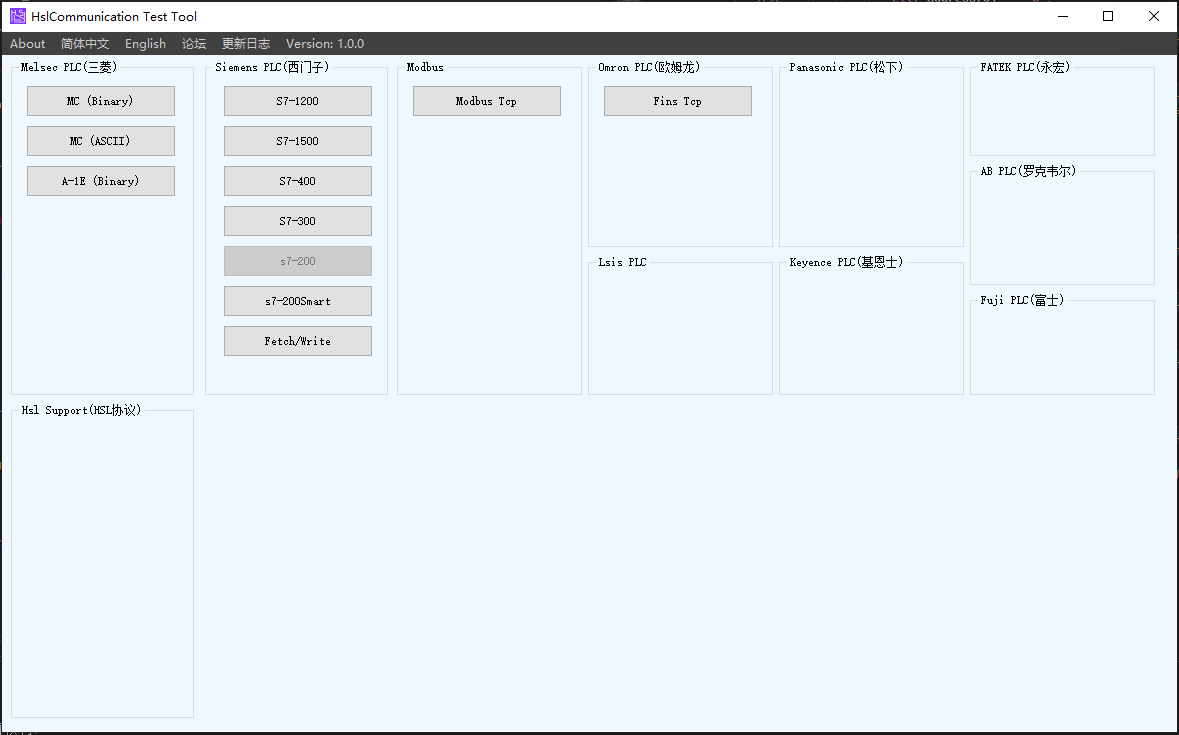 HslCommunication Test Tool
About 简体中文 English 论坛 更新日志 Version: 1.0.0
Melsec PLC(三菱)
MC (Binary)
MC (ASCII)
A-1E (Binary)
Siemens PLC(西门子)
S7-1200
S7-1500
S7-400
S7-300
s7-200
s7-200Smart
Fetch/Write
Modbus
Modbus Tcp
Omron PLC(欧姆龙)
Fins Tcp
Lsis PLC
Panasonic PLC(松下)
Keyence PLC(基恩士)
FATEK PLC(永宏)
AB PLC(罗克韦尔)
Fuji PLC(富士)
Hsl Support(HSL协议)